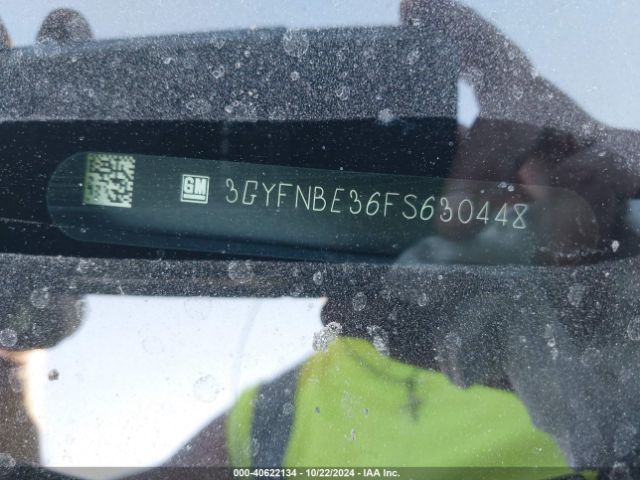 GM 3GYFNBE36FS630448
000-40622134 - 10/22/2024 - IAA Inc.